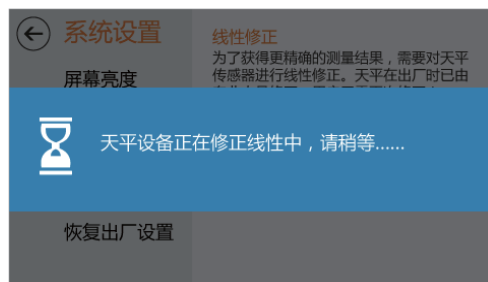 系统设置
线性修正
为了获得更精确的测量结果，需要对天平
屏幕亮度
传感器进行线性修正。天平在出厂时已由
天平设备正在修正线性中，请稍等......
恢复出厂设置